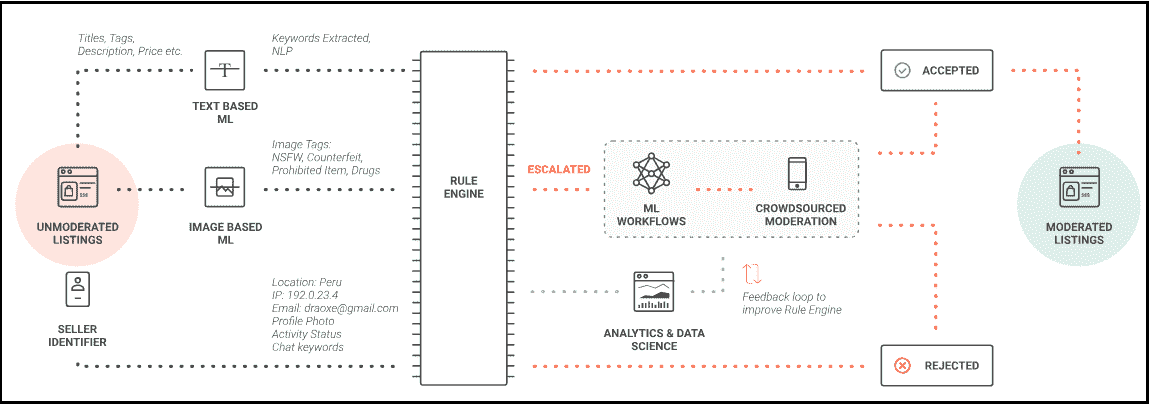 Titles, Tags,
Description, Price etc.
Keywords Extracted,
NLP
T
TEXT BASED
ML
Image Tags:
NSFW, Counterfeit,
Prohibited Item, Drugs
$$$
UNMODERATED
LISTINGS
IMAGE BASED
ML
SELLER
IDENTIFIER
Location: Peru
IP: 192.0.23.4
Email: draoxe@gmail.com
Profile Photo
Activity Status
Chat keywords
RULE
ENGINE
ESCALATED
ML
WORKFLOWS
CROWDSOURCED
MODERATION
ANALYTICS & DATA
SCIENCE
Feedback loop to
improve Rule Engine
ACCEPTED
REJECTED
$$$
MODERATED
LISTINGS